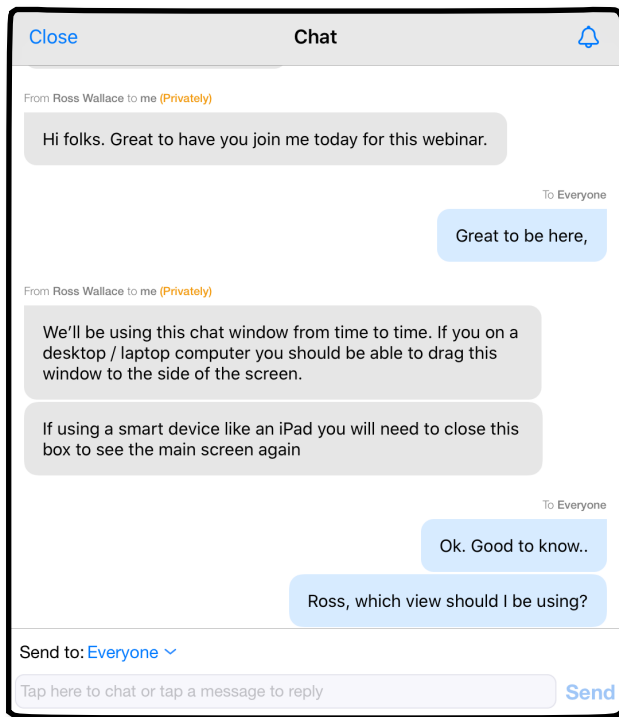 Close Chat
From Ross Wallace to me (Privately)
Hi folks. Great to have you join me today for this webinar.
To Everyone
Great to be here,
From Ross Wallace to me (Privately)
We’ll be using this chat window from time to time. If you on a
desktop / laptop computer you should be able to drag this
window to the side of the screen.
If using a smart device like an iPad you will need to close this
box to see the main screen again
To Everyone
Ok. Good to know..
Ross, which view should I be using?
Send to: Everyone
Tap here to chat or tap a message to reply Send